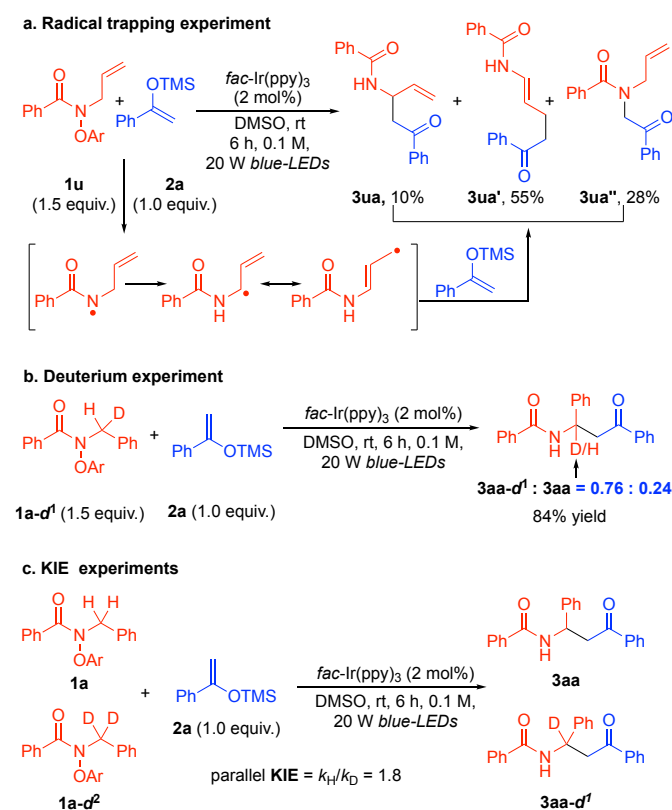 a. Radical trapping experiment
O
Ph
N
OAr
1u
(1.5 equiv.)
+
OTMS
Ph
2a
(1.0 equiv.)
fac-Ir(ppy)3
(2 mol%)
DMSO, rt
6 h, 0.1 M,
20 W blue-LEDs
Ph
O
HN
O
Ph
3ua, 10%
+
Ph
O
HN
Ph
O
3ua', 55%
+
O
Ph
N
O
Ph
3ua", 28%
O
Ph
N
O
Ph
N
H
O
Ph
N
H
OTMS
Ph
b. Deuterium experiment
O
H
D
Ph
N
Ph
OAr
1a-d1 (1.5 equiv.)
+
Ph
OTMS
2a (1.0 equiv.)
fac-Ir(ppy)3 (2 mol%)
DMSO, rt, 6 h, 0.1 M,
20 W blue-LEDs
O
Ph
O
Ph
N
H
Ph
D/H
3aa-d1 : 3aa = 0.76 : 0.24
84% yield
c. KIE experiments
O
H
H
Ph
N
Ph
OAr
1a
O
D
D
Ph
N
Ph
OAr
1a-d2
+
Ph
OTMS
2a (1.0 equiv.)
fac-Ir(ppy)3 (2 mol%)
DMSO, rt, 6 h, 0.1 M,
20 W blue-LEDs
parallel KIE = kH/kD = 1.8
O
Ph
O
Ph
N
H
Ph
3aa
O
D
Ph
O
Ph
N
H
Ph
3aa-d1